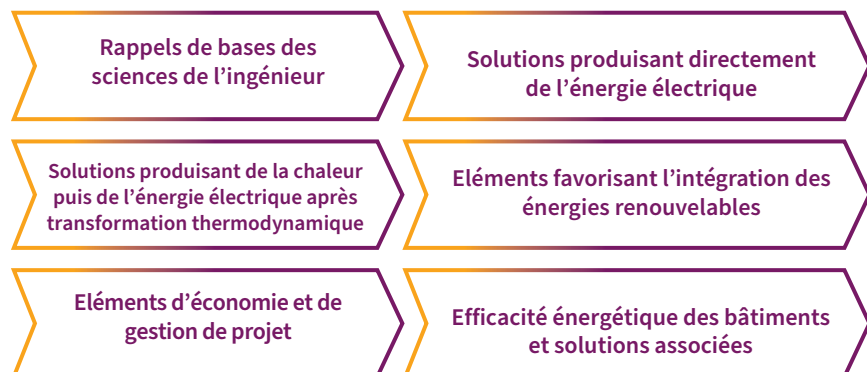 Rappels de bases des
sciences de l’ingénieur
Solutions produisant directement
de l’énergie électrique
Solutions produisant de la chaleur
puis de l’énergie électrique après
transformation thermodynamique
Eléments favorisant l’intégration des
énergies renouvelables
Eléments d’économie et de
gestion de projet
Efficacité énergétique des bâtiments
et solutions associées